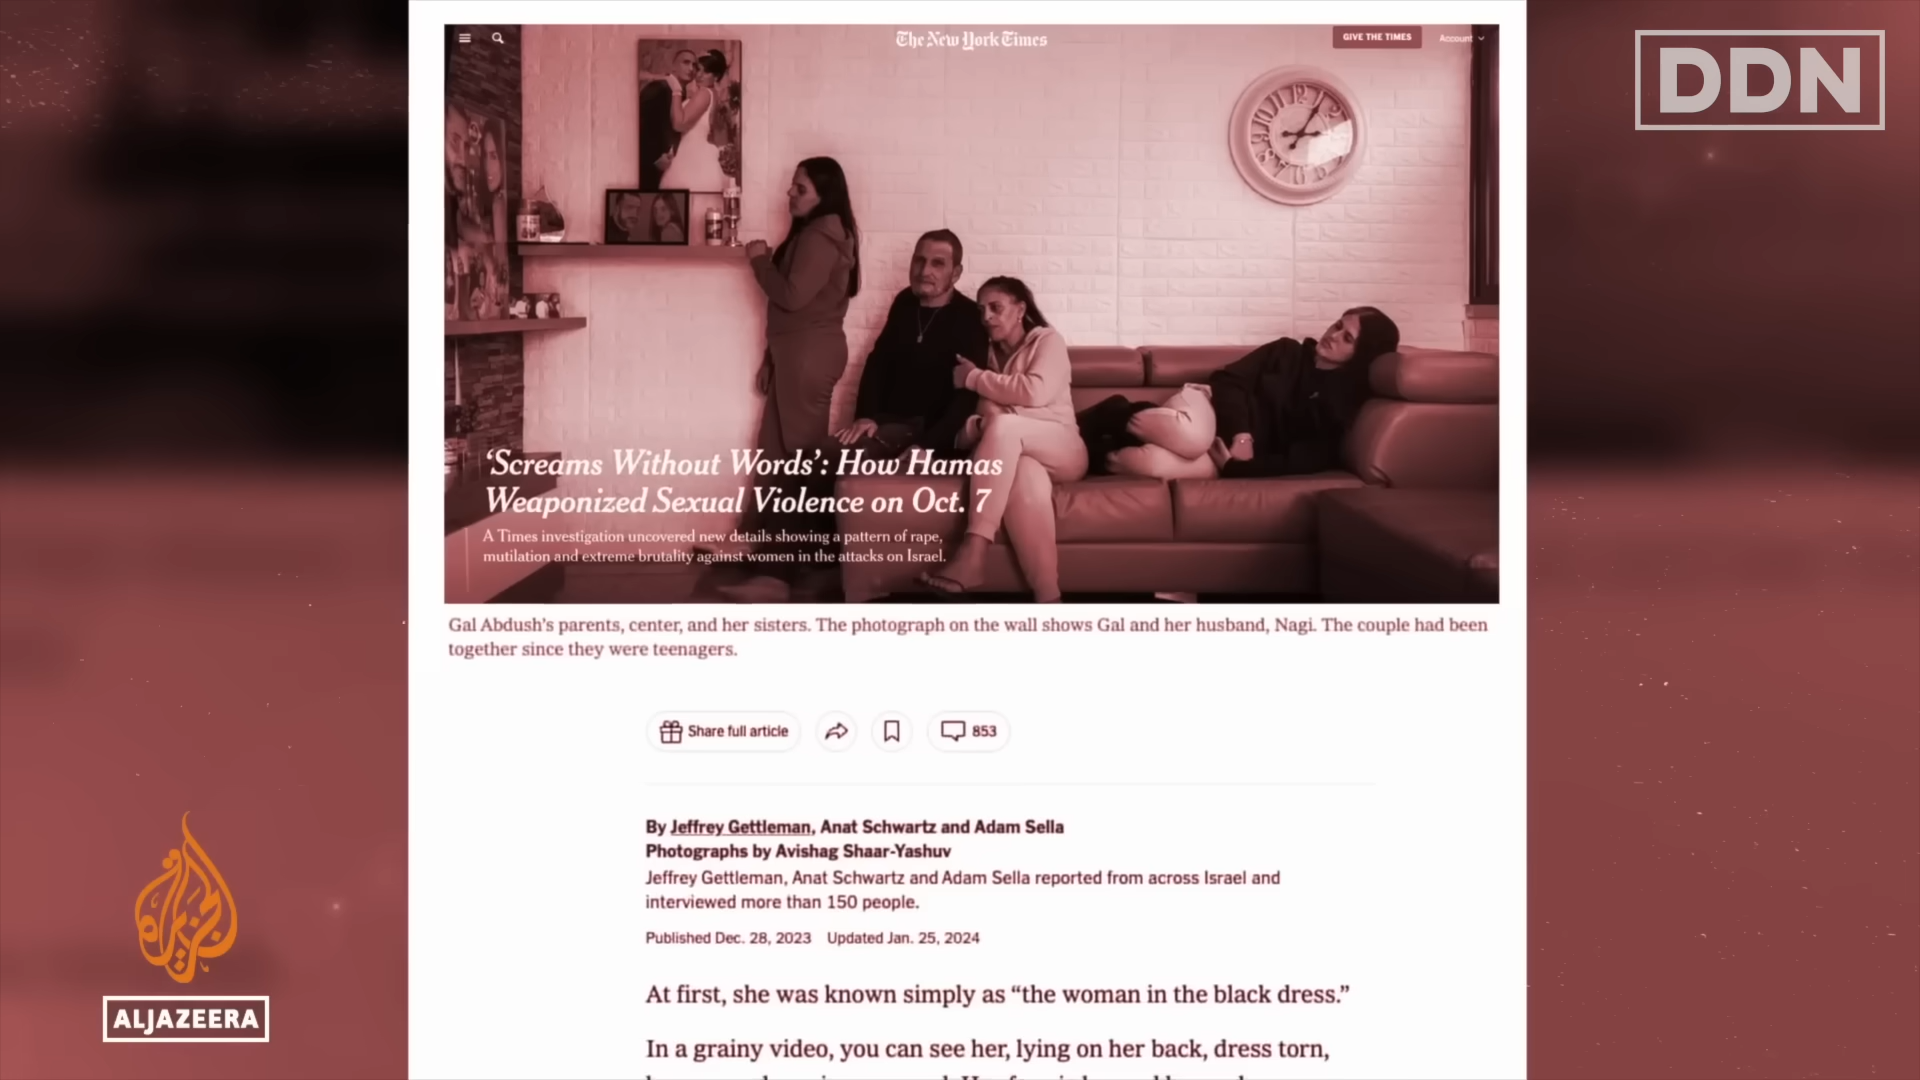 The New York Times
GIVE THE TIMES
Account
DDN
‘Screams Without Words’: How Hamas
Weaponized Sexual Violence on Oct. 7
A Times investigation uncovered new details showing a pattern of rape,
mutilation and extreme brutality against women in the attacks on Israel.
Gal Abdush’s parents, center, and her sisters. The photograph on the wall shows Gal and her husband, Nagi. The couple had been
together since they were teenagers.
Share full article
853
By Jeffrey Gettleman, Anat Schwartz and Adam Sella
Photographs by Avishag Shaar-Yashuv
Jeffrey Gettleman, Anat Schwartz and Adam Sella reported from across Israel and
interviewed more than 150 people.
Published Dec. 28, 2023 Updated Jan. 25, 2024
At first, she was known simply as “the woman in the black dress.”
In a grainy video, you can see her, lying on her back, dress torn,
الجزيرة
ALJAZEERA